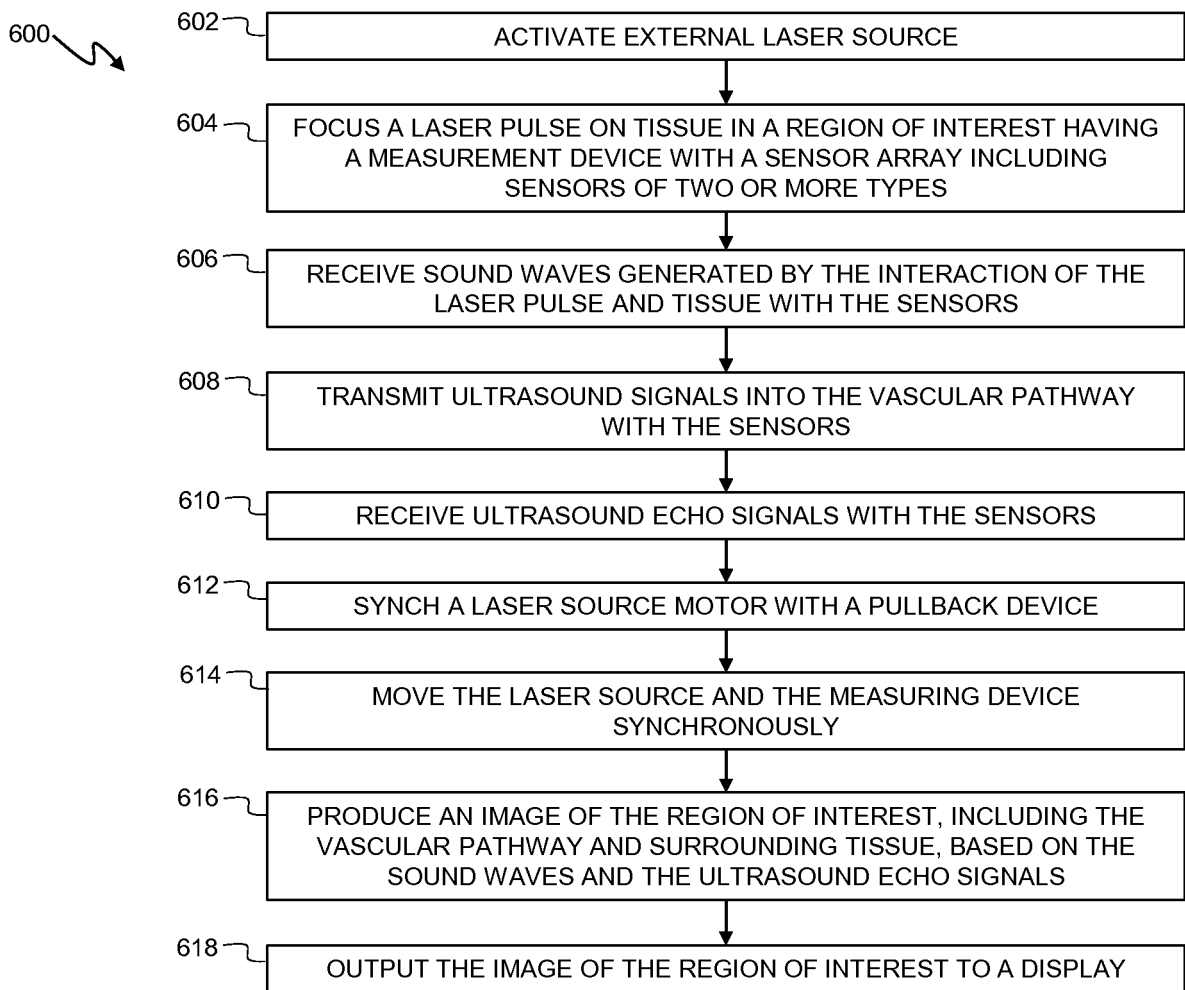 600
602
ACTIVATE EXTERNAL LASER SOURCE
604
FOCUS A LASER PULSE ON TISSUE IN A REGION OF INTEREST HAVING
A MEASUREMENT DEVICE WITH A SENSOR ARRAY INCLUDING
SENSORS OF TWO OR MORE TYPES
606
RECEIVE SOUND WAVES GENERATED BY THE INTERACTION OF THE
LASER PULSE AND TISSUE WITH THE SENSORS
608
TRANSMIT ULTRASOUND SIGNALS INTO THE VASCULAR PATHWAY
WITH THE SENSORS
610
RECEIVE ULTRASOUND ECHO SIGNALS WITH THE SENSORS
612
SYNCH A LASER SOURCE MOTOR WITH A PULLBACK DEVICE
614
MOVE THE LASER SOURCE AND THE MEASURING DEVICE
SYNCHRONOUSLY
616
PRODUCE AN IMAGE OF THE REGION OF INTEREST, INCLUDING THE
VASCULAR PATHWAY AND SURROUNDING TISSUE, BASED ON THE
SOUND WAVES AND THE ULTRASOUND ECHO SIGNALS
618
OUTPUT THE IMAGE OF THE REGION OF INTEREST TO A DISPLAY